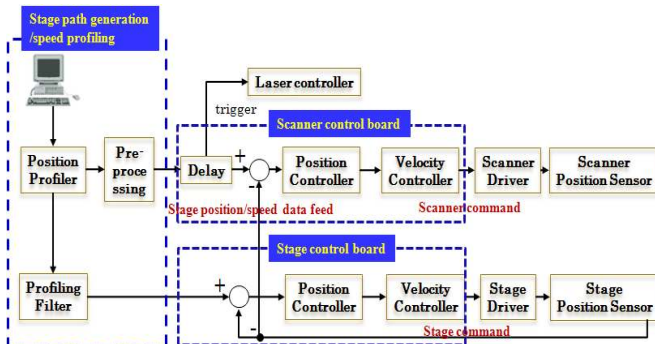 Stage path generation
/speed profiling
Laser controller
trigger
Scanner control board
Position
Profiler
Pre-
proce
ssing
Delay
+
-
Position
Controller
Velocity
Controller
Scanner
Driver
Scanner
Position Sensor
Stage position/speed data feed
Scanner command
Stage control board
Profiling
Filter
+
-
Position
Controller
Velocity
Controller
Stage
Driver
Stage
Position Sensor
Stage command